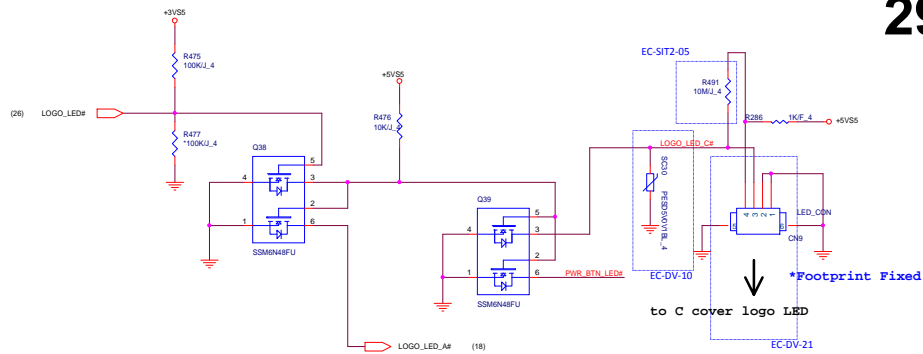 29
+3VS5
R475
100K/J_4
(26) LOGO_LED#
R477
*100K/J_4
+5VS5
R476
10K/J_4
EC-SIT2-05
R491
10M/J_4
R286 1K/F_4 +5VS5
LOGO_LED_C#
Q38
5
4 3
2
1 6
SSM6N48FU
Q39
5
4 3
2
1 6
SSM6N48FU
PWR_BTN_LED#
SC30
EC-DV-10
4 3 2 1
5 6
LED_CON
CN9
*Footprint Fixed
to C cover logo LED
EC-DV-21
LOGO_LED_A# (18)